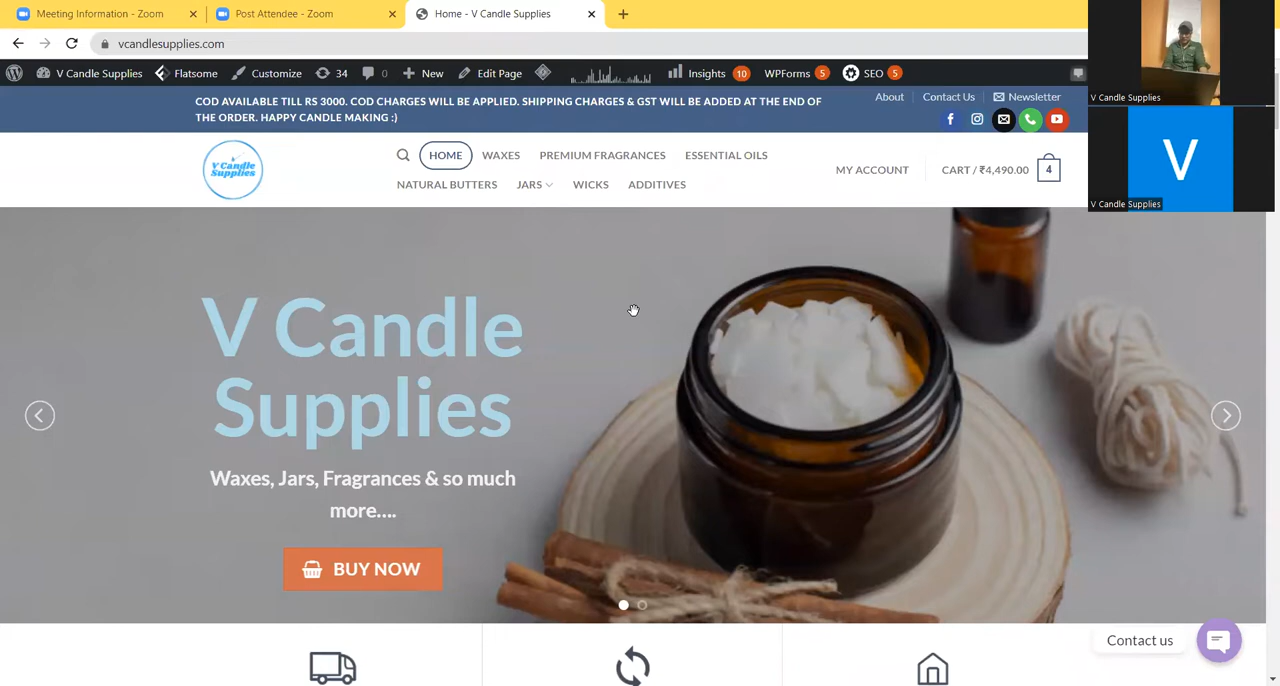 Meeting Information - Zoom
Post Attendee - Zoom
Home - V Candle Supplies
vcandlesupplies.com
V Candle Supplies
Flatsome
Customize
34
0
New
Edit Page
Insights 10
WPForms 5
SEO 5
V Candle Supplies
V
V Candle Supplies
COD AVAILABLE TILL RS 3000. COD CHARGES WILL BE APPLIED. SHIPPING CHARGES & GST WILL BE ADDED AT THE END OF
THE ORDER. HAPPY CANDLE MAKING :)
About
Contact Us
Newsletter
V Candle
Supplies
HOME
WAXES
PREMIUM FRAGRANCES
ESSENTIAL OILS
NATURAL BUTTERS
JARS
WICKS
ADDITIVES
MY ACCOUNT
CART / ₹4,490.00
4
V Candle
Supplies
Waxes, Jars, Fragrances & so much
more....
BUY NOW
Contact us